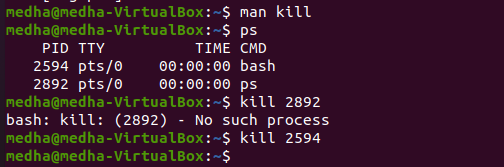 medha@medha-VirtualBox:~$ man kill
medha@medha-VirtualBox:~$ ps
    PID TTY          TIME CMD
   2594 pts/0    00:00:00 bash
   2892 pts/0    00:00:00 ps
medha@medha-VirtualBox:~$ kill 2892
bash: kill: (2892) - No such process
medha@medha-VirtualBox:~$ kill 2594
medha@medha-VirtualBox:~$